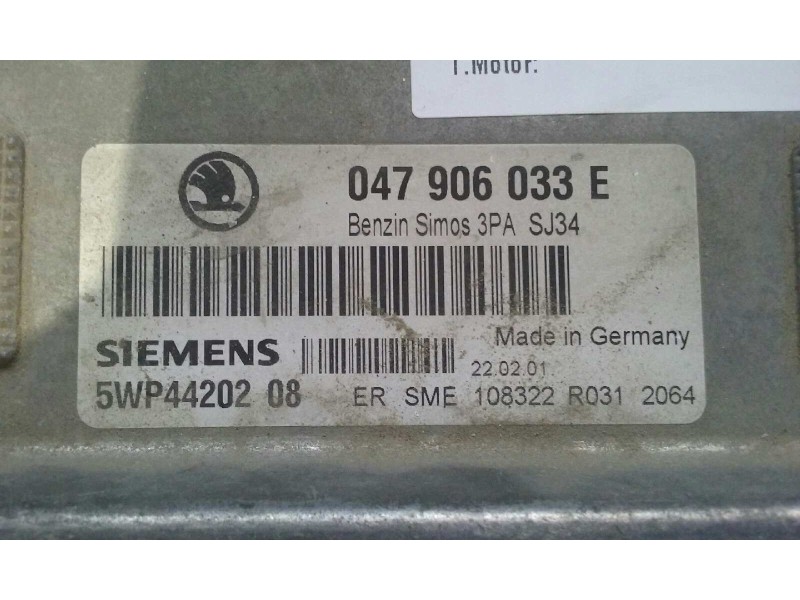 T.Motor:
047 906 033 E
Benzin Simos 3PA SJ34
Made in Germany
SIEMENS
22.02.01
5WP44202 08 ER SME 108322 R031 2064